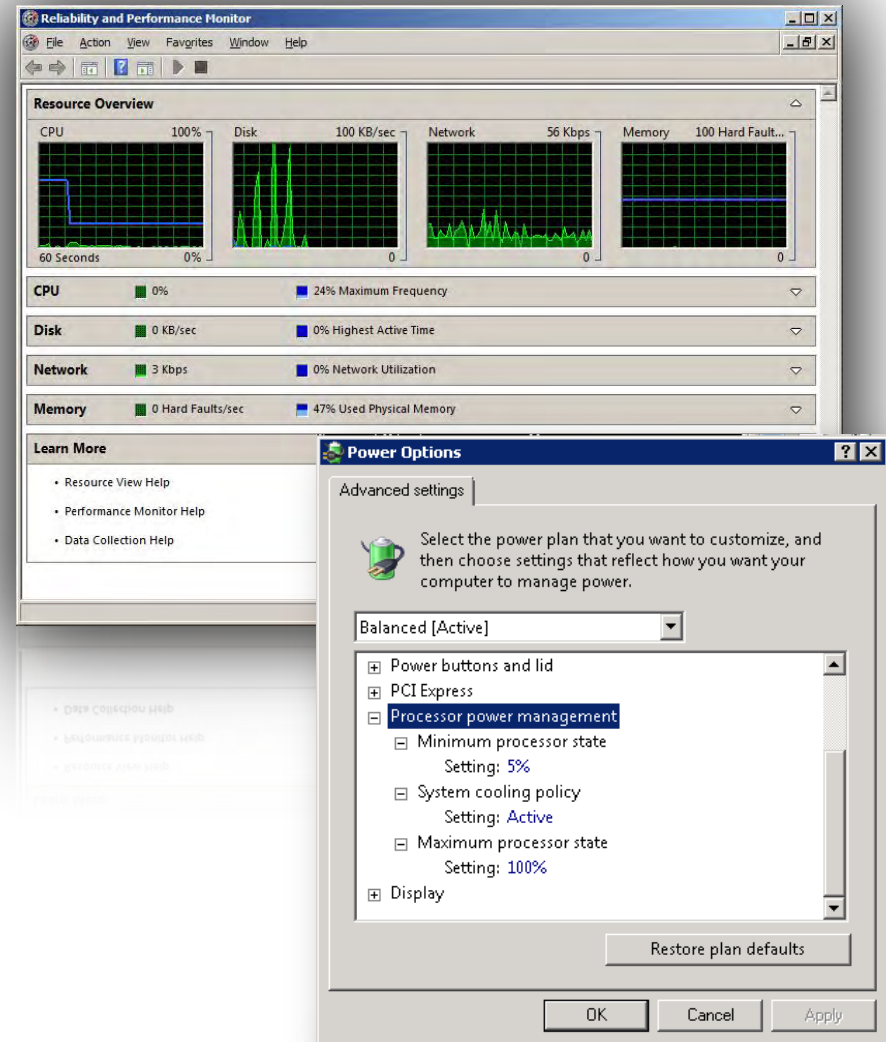 Reliability and Performance Monitor
File Action View Favorites Window Help
Resource Overview
CPU 100% Disk 100 KB/sec Network 56 Kbps Memory 100 Hard Fault...
60 Seconds 0% 0 0 0
CPU 0% 24% Maximum Frequency
Disk 0 KB/sec 0% Highest Active Time
Network 3 Kbps 0% Network Utilization
Memory 0 Hard Faults/sec 47% Used Physical Memory
Learn More
• Resource View Help
• Performance Monitor Help
• Data Collection Help
Power Options
Advanced settings
Select the power plan that you want to customize, and
then choose settings that reflect how you want your
computer to manage power.
Balanced [Active]
Power buttons and lid
PCI Express
Processor power management
Minimum processor state
Setting: 5%
System cooling policy
Setting: Active
Maximum processor state
Setting: 100%
Display
Restore plan defaults
OK Cancel Apply